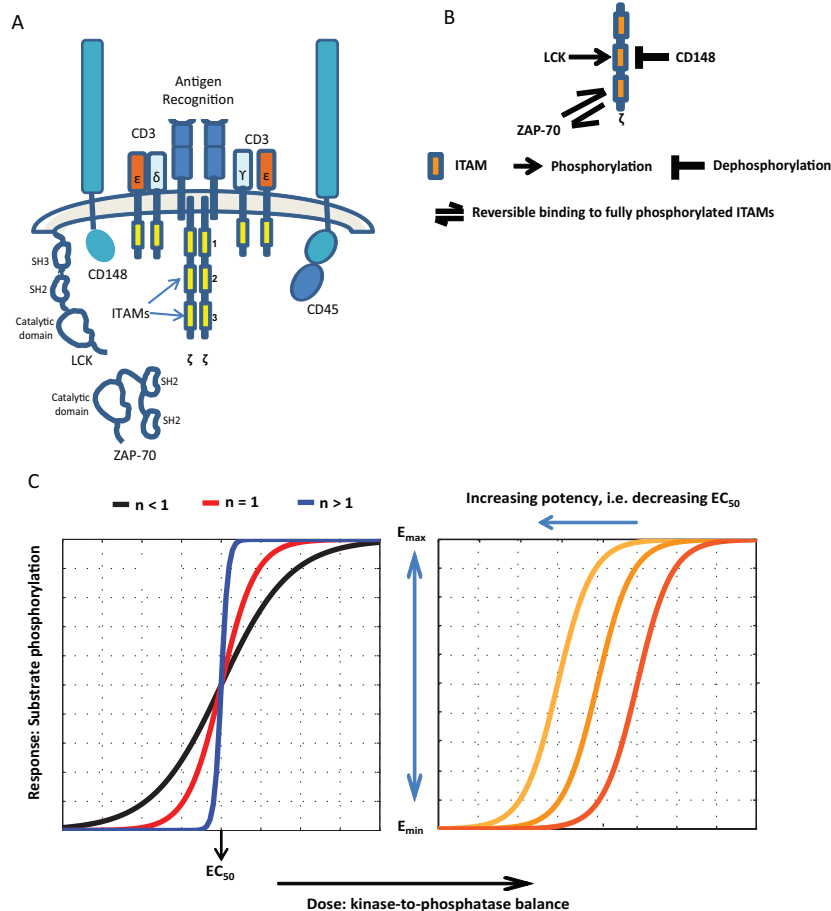 A
Antigen
Recognition
CD3
CD3
ε
δ
γ
ε
SH3
SH2
Catalytic
domain
LCK
CD148
ITAMs
1
2
3
ζ ζ
CD45
Catalytic
domain
SH2
SH2
ZAP-70
B
LCK
CD148
ZAP-70
ζ
ITAM
Phosphorylation
Dephosphorylation
Reversible binding to fully phosphorylated ITAMs
C
n < 1
n = 1
n > 1
Response: Substrate phosphorylation
EC50
Increasing potency, i.e. decreasing EC50
Emax
Emin
Dose: kinase-to-phosphatase balance